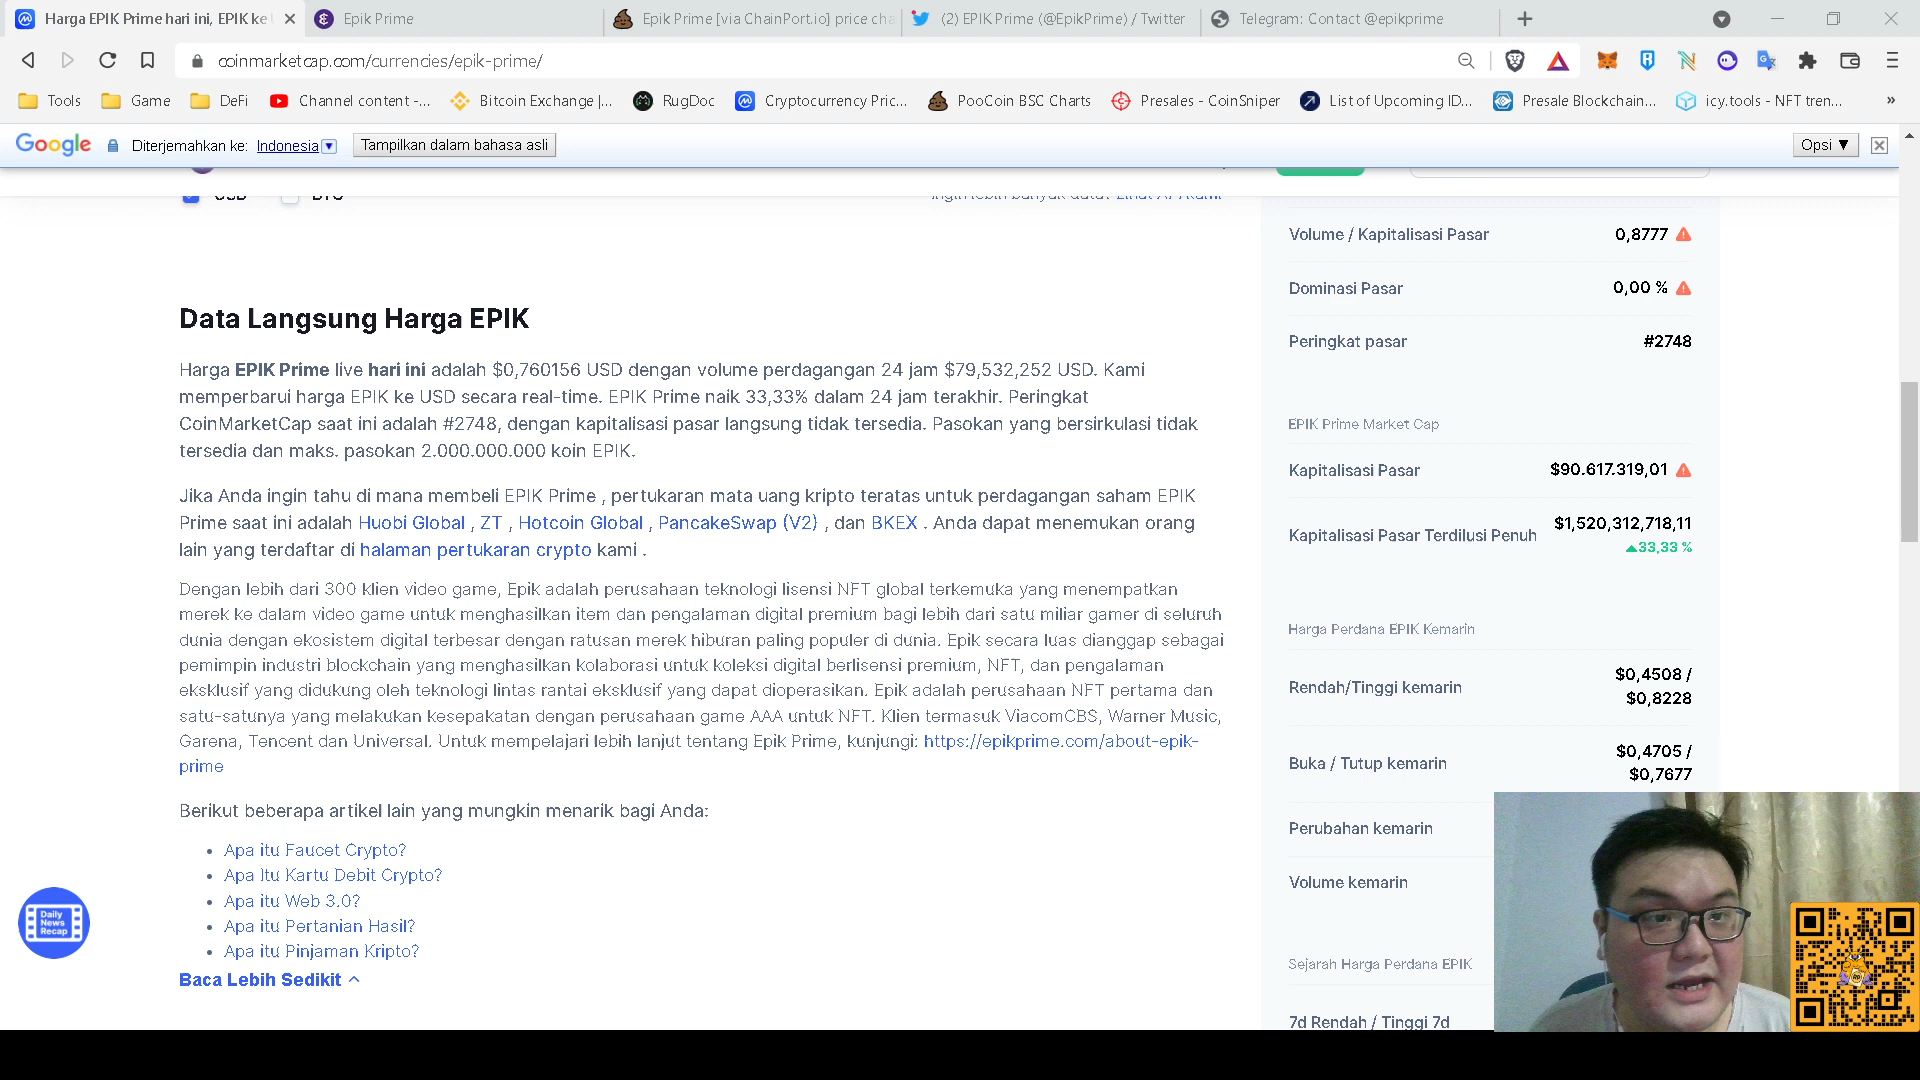 Harga EPIK Prime hari ini, EPIK ke
Epik Prime
Epik Prime [via ChainPort.io] price cha
(2) EPIK Prime (@EpikPrime) / Twitter
Telegram: Contact @epikprime
coinmarketcap.com/currencies/epik-prime/
Tools
Game
DeFi
Channel content -...
Bitcoin Exchange |...
RugDoc
Cryptocurrency Pric...
PooCoin BSC Charts
Presales - CoinSniper
List of Upcoming ID...
Presale Blockchain...
icy.tools - NFT tren...
»
Google
Diterjemahkan ke: Indonesia
Tampilkan dalam bahasa asli
Opsi ▼
USD
BTC
Ingin lebih banyak data? Lihat API kami
Data Langsung Harga EPIK
Harga EPIK Prime live hari ini adalah $0,760156 USD dengan volume perdagangan 24 jam $79,532,252 USD. Kami
memperbarui harga EPIK ke USD secara real-time. EPIK Prime naik 33,33% dalam 24 jam terakhir. Peringkat
CoinMarketCap saat ini adalah #2748, dengan kapitalisasi pasar langsung tidak tersedia. Pasokan yang bersirkulasi tidak
tersedia dan maks. pasokan 2.000.000.000 koin EPIK.
Jika Anda ingin tahu di mana membeli EPIK Prime , pertukaran mata uang kripto teratas untuk perdagangan saham EPIK
Prime saat ini adalah Huobi Global , ZT , Hotcoin Global , PancakeSwap (V2) , dan BKEX . Anda dapat menemukan orang
lain yang terdaftar di halaman pertukaran crypto kami .
Dengan lebih dari 300 klien video game, Epik adalah perusahaan teknologi lisensi NFT global terkemuka yang menempatkan
merek ke dalam video game untuk menghasilkan item dan pengalaman digital premium bagi lebih dari satu miliar gamer di seluruh
dunia dengan ekosistem digital terbesar dengan ratusan merek hiburan paling populer di dunia. Epik secara luas dianggap sebagai
pemimpin industri blockchain yang menghasilkan kolaborasi untuk koleksi digital berlisensi premium, NFT, dan pengalaman
eksklusif yang didukung oleh teknologi lintas rantai eksklusif yang dapat dioperasikan. Epik adalah perusahaan NFT pertama dan
satu-satunya yang melakukan kesepakatan dengan perusahaan game AAA untuk NFT. Klien termasuk ViacomCBS, Warner Music,
Garena, Tencent dan Universal. Untuk mempelajari lebih lanjut tentang Epik Prime, kunjungi: https://epikprime.com/about-epik-
prime
Berikut beberapa artikel lain yang mungkin menarik bagi Anda:
• Apa itu Faucet Crypto?
• Apa Itu Kartu Debit Crypto?
• Apa itu Web 3.0?
• Apa itu Pertanian Hasil?
• Apa itu Pinjaman Kripto?
Baca Lebih Sedikit
Daily
News
Recap
Volume / Kapitalisasi Pasar 0,8777
Dominasi Pasar 0,00 %
Peringkat pasar #2748
EPIK Prime Market Cap
Kapitalisasi Pasar $90.617.319,01
Kapitalisasi Pasar Terdilusi Penuh $1,520,312,718,11
▲33,33 %
Harga Perdana EPIK Kemarin
Rendah/Tinggi kemarin $0,4508 /
$0,8228
Buka / Tutup kemarin $0,4705 /
$0,7677
Perubahan kemarin
Volume kemarin
Sejarah Harga Perdana EPIK
7d Rendah / Tinggi 7d